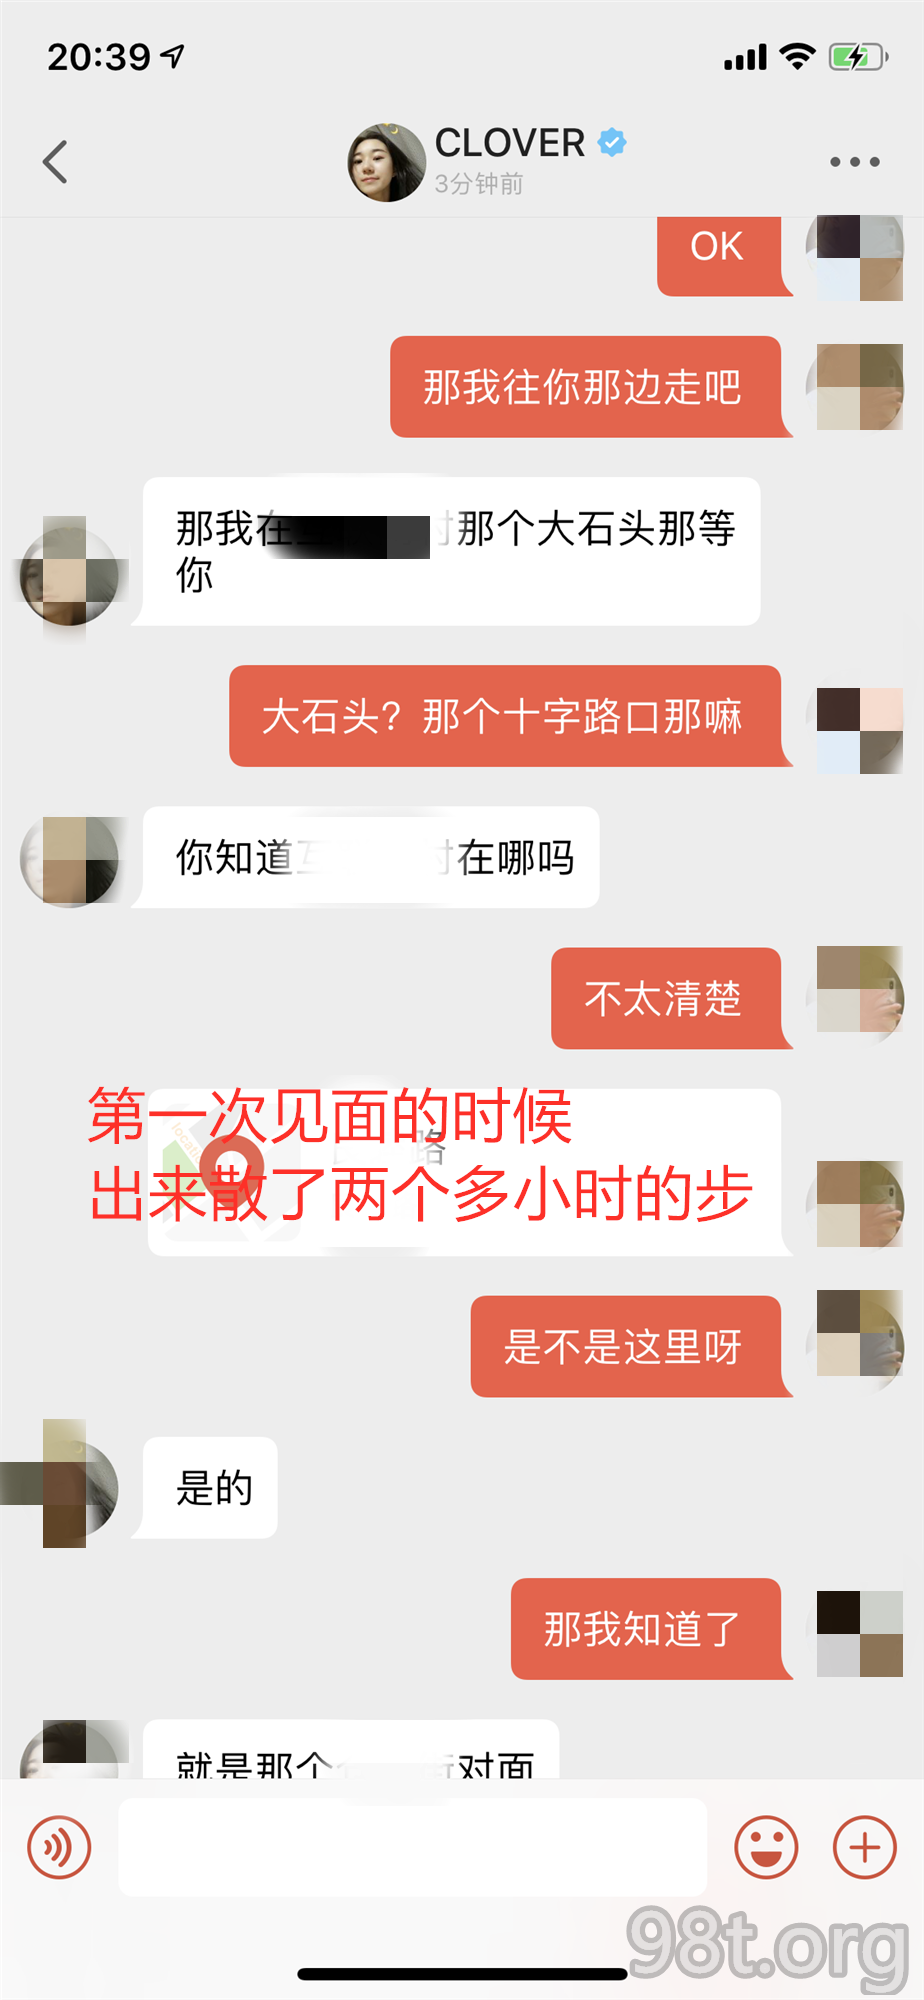 20:39
CLOVER
3分钟前
OK
那我往你那边走吧
那我在 那个大石头那等
你
大石头？那个十字路口那嘛
你知道 在哪吗
不太清楚
第一次见面的时候
路
出来散了两个多小时的步
是不是这里呀
是的
那我知道了
就是那个 对面
98t.org